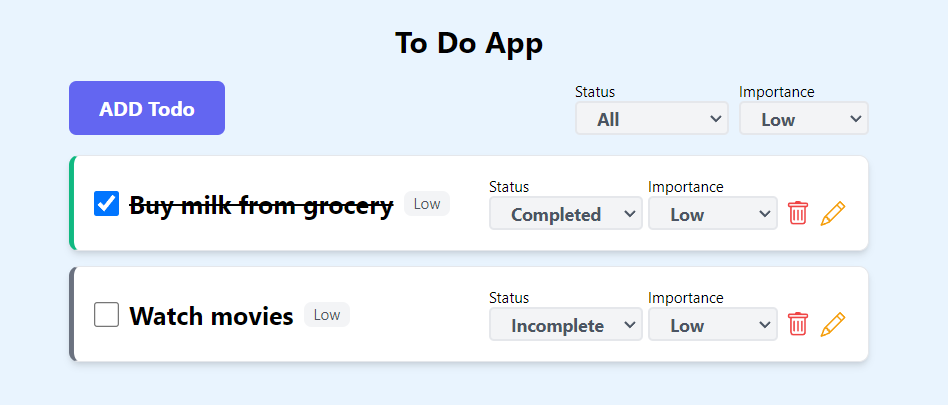 To Do App
ADD Todo
Status
Importance
All
Low
Buy milk from grocery
Low
Status
Importance
Completed
Low
Watch movies
Low
Status
Importance
Incomplete
Low